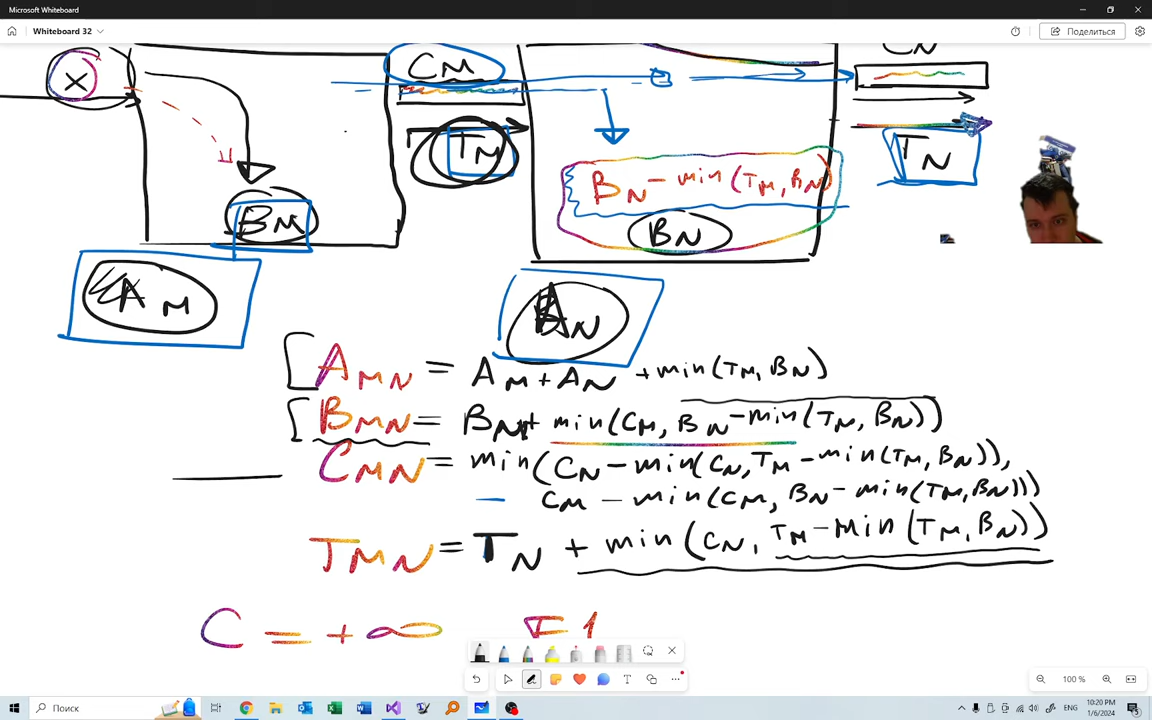 Microsoft Whiteboard
Whiteboard 32
Поделиться
X
CM
CN
TM
TN
BN - min(TM, BN)
BM
BN
AM
AN
AMN = AM + AN + min(TM, BN)
BMN = BN + min(CM, BN - min(TM, BN))
CMN = min(CN - min(CN, TM - min(TM, BN)),
CM - min(CM, BN - min(TM, BN)))
TMN = TN + min(CN, TM - min(TM, BN))
C = + ∞
100 %
Поиск
ENG
10:20 PM
1/6/2024